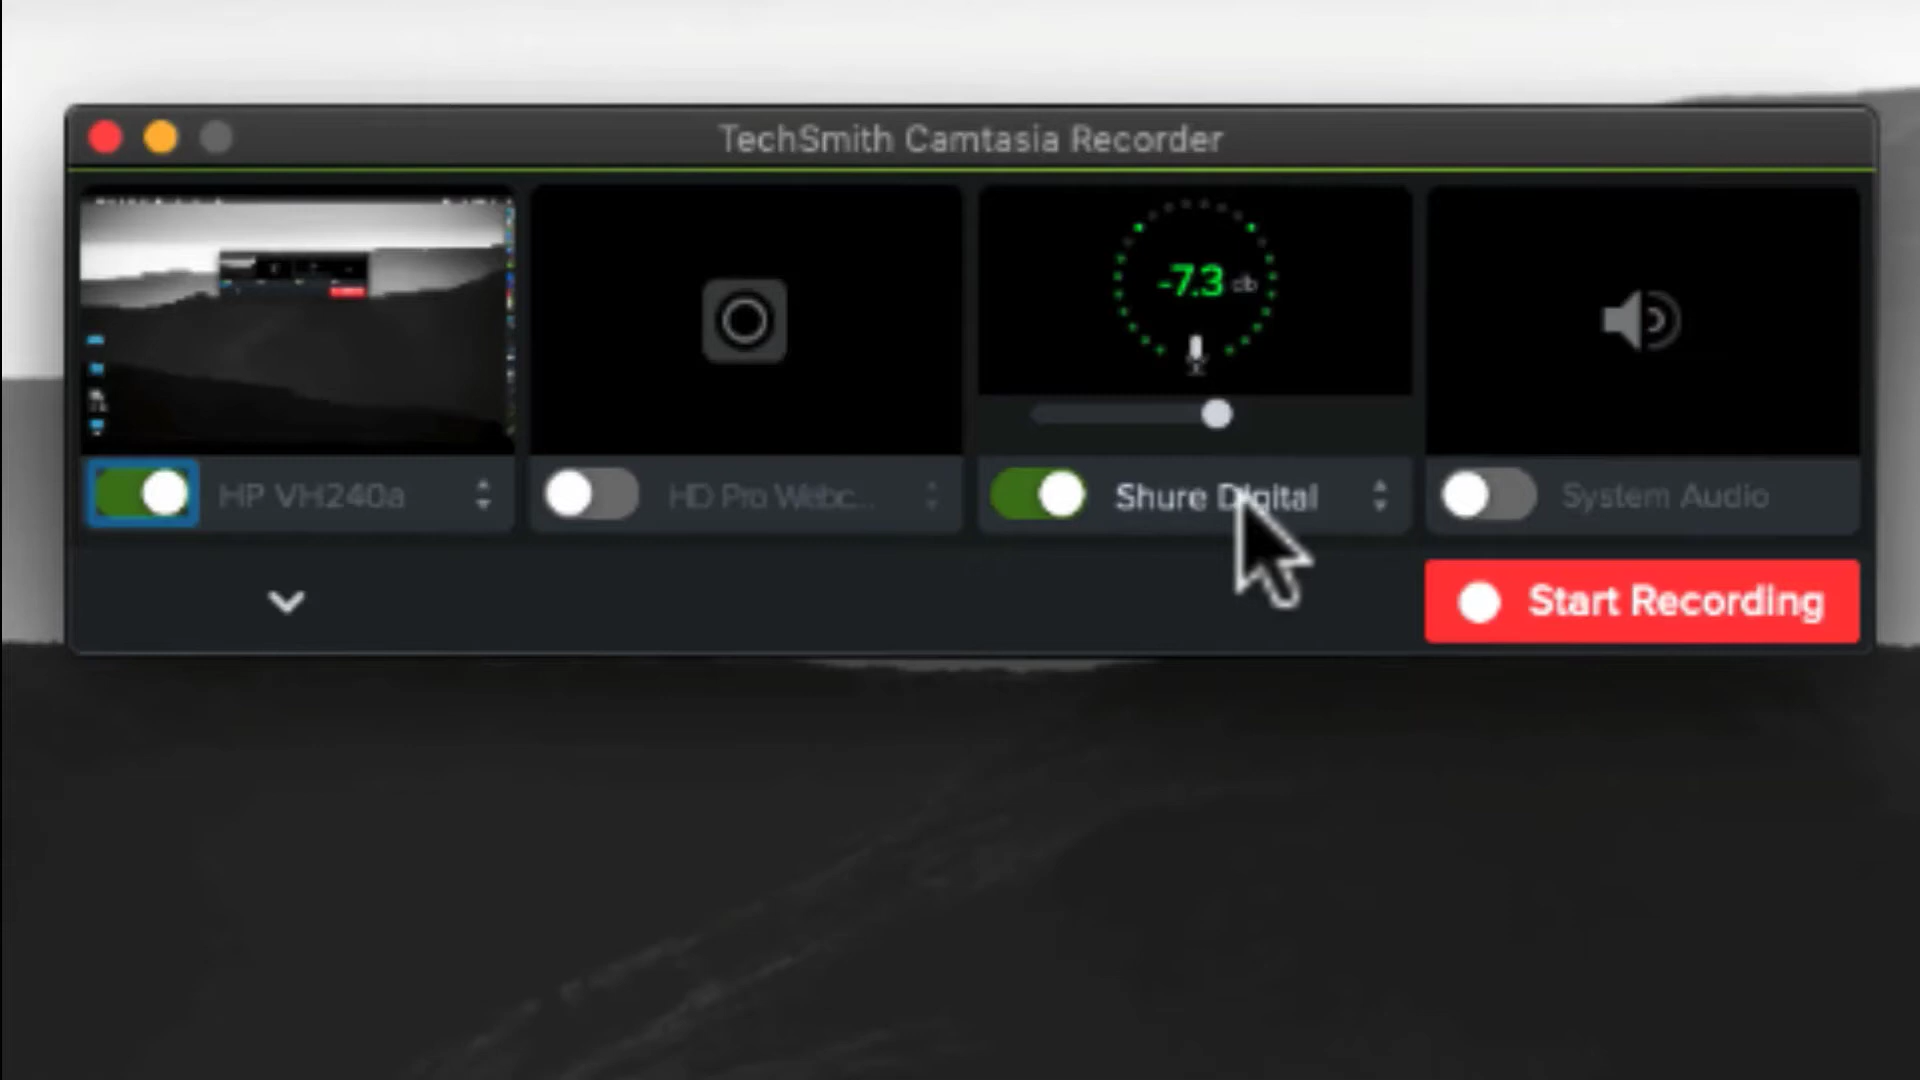 TechSmith Camtasia Recorder
-7.3 db
HP VH240a
HD Pro Webc...
Shure Digital
System Audio
Start Recording